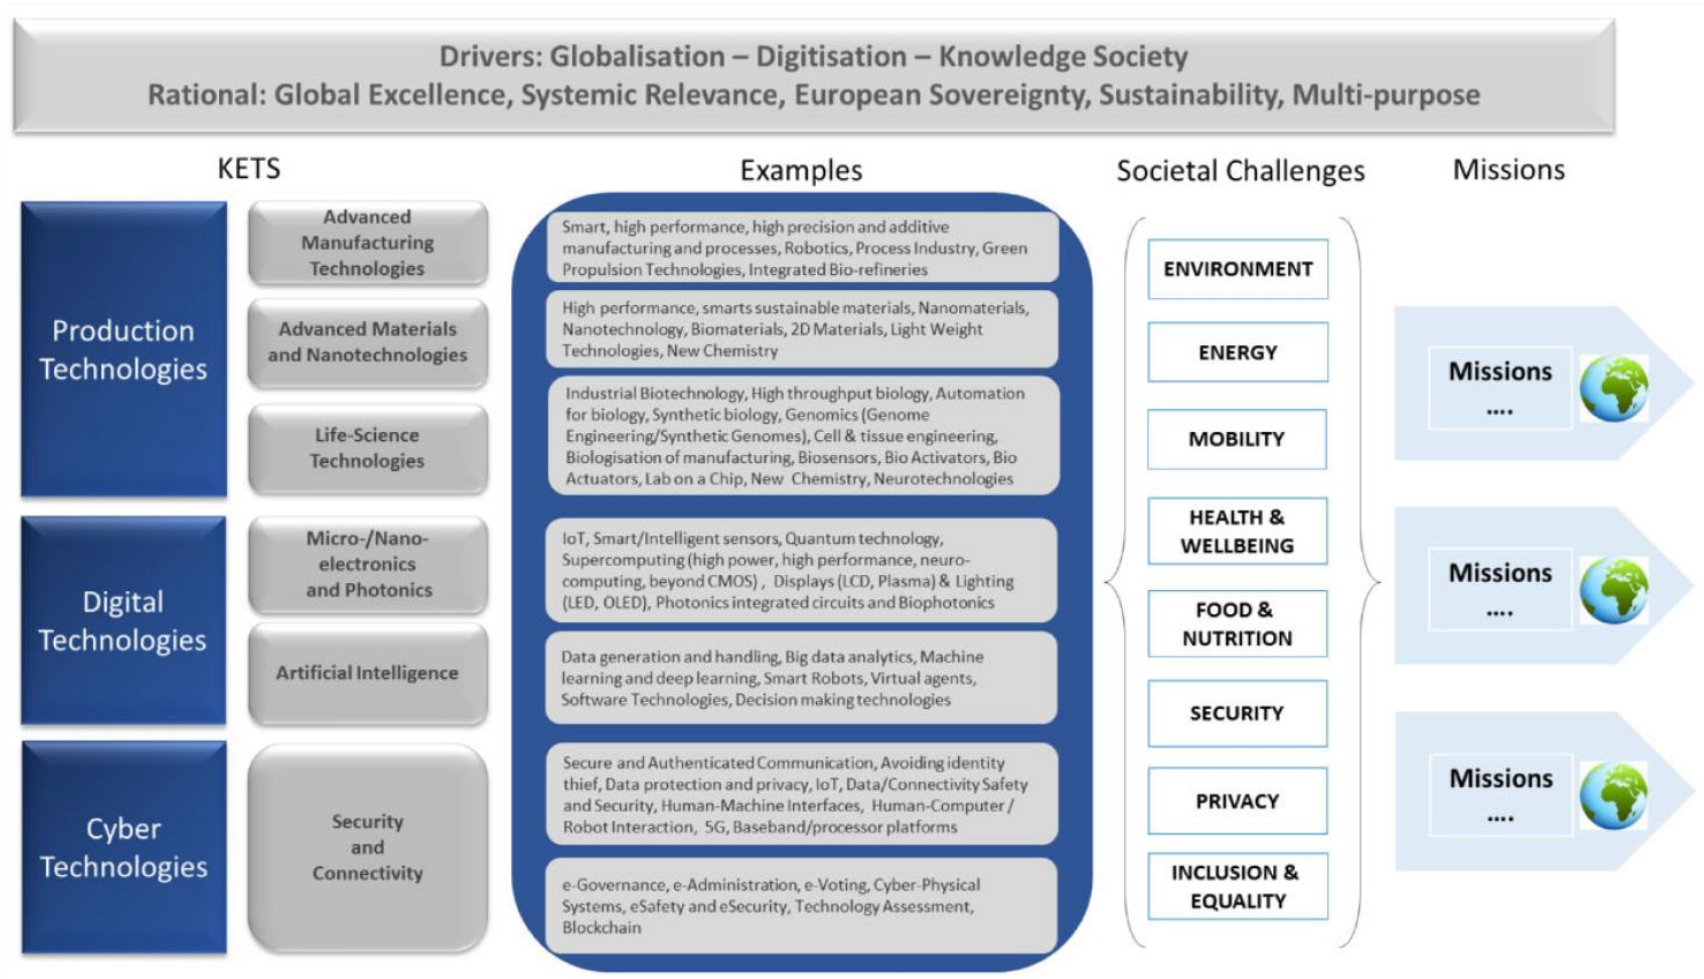 Drivers: Globalisation – Digitisation – Knowledge Society
Rational: Global Excellence, Systemic Relevance, European Sovereignty, Sustainability, Multi-purpose
KETS
Examples
Societal Challenges
Missions
Production
Technologies
Advanced
Manufacturing
Technologies
Advanced Materials
and Nanotechnologies
Life-Science
Technologies
Digital
Technologies
Micro-/Nano-
electronics
and Photonics
Artificial Intelligence
Cyber
Technologies
Security
and
Connectivity
Smart, high performance, high precision and additive
manufacturing and processes, Robotics, Process Industry, Green
Propulsion Technologies, Integrated Bio-refineries
High performance, smarts sustainable materials, Nanomaterials,
Nanotechnology, Biomaterials, 2D Materials, Light Weight
Technologies, New Chemistry
Industrial Biotechnology, High throughput biology, Automation
for biology, Synthetic biology, Genomics (Genome
Engineering/Synthetic Genomes), Cell & tissue engineering,
Biologisation of manufacturing, Biosensors, Bio Activators, Bio
Actuators, Lab on a Chip, New Chemistry, Neurotechnologies
IoT, Smart/Intelligent sensors, Quantum technology,
Supercomputing (high power, high performance, neuro-
computing, beyond CMOS) , Displays (LCD, Plasma) & Lighting
(LED, OLED), Photonics integrated circuits and Biophotonics
Data generation and handling, Big data analytics, Machine
learning and deep learning, Smart Robots, Virtual agents,
Software Technologies, Decision making technologies
Secure and Authenticated Communication, Avoiding identity
thief, Data protection and privacy, IoT, Data/Connectivity Safety
and Security, Human-Machine Interfaces, Human-Computer /
Robot Interaction, 5G, Baseband/processor platforms
e-Governance, e-Administration, e-Voting, Cyber-Physical
Systems, eSafety and eSecurity, Technology Assessment,
Blockchain
ENVIRONMENT
ENERGY
MOBILITY
HEALTH &
WELLBEING
FOOD &
NUTRITION
SECURITY
PRIVACY
INCLUSION &
EQUALITY
Missions
....
Missions
....
Missions
....